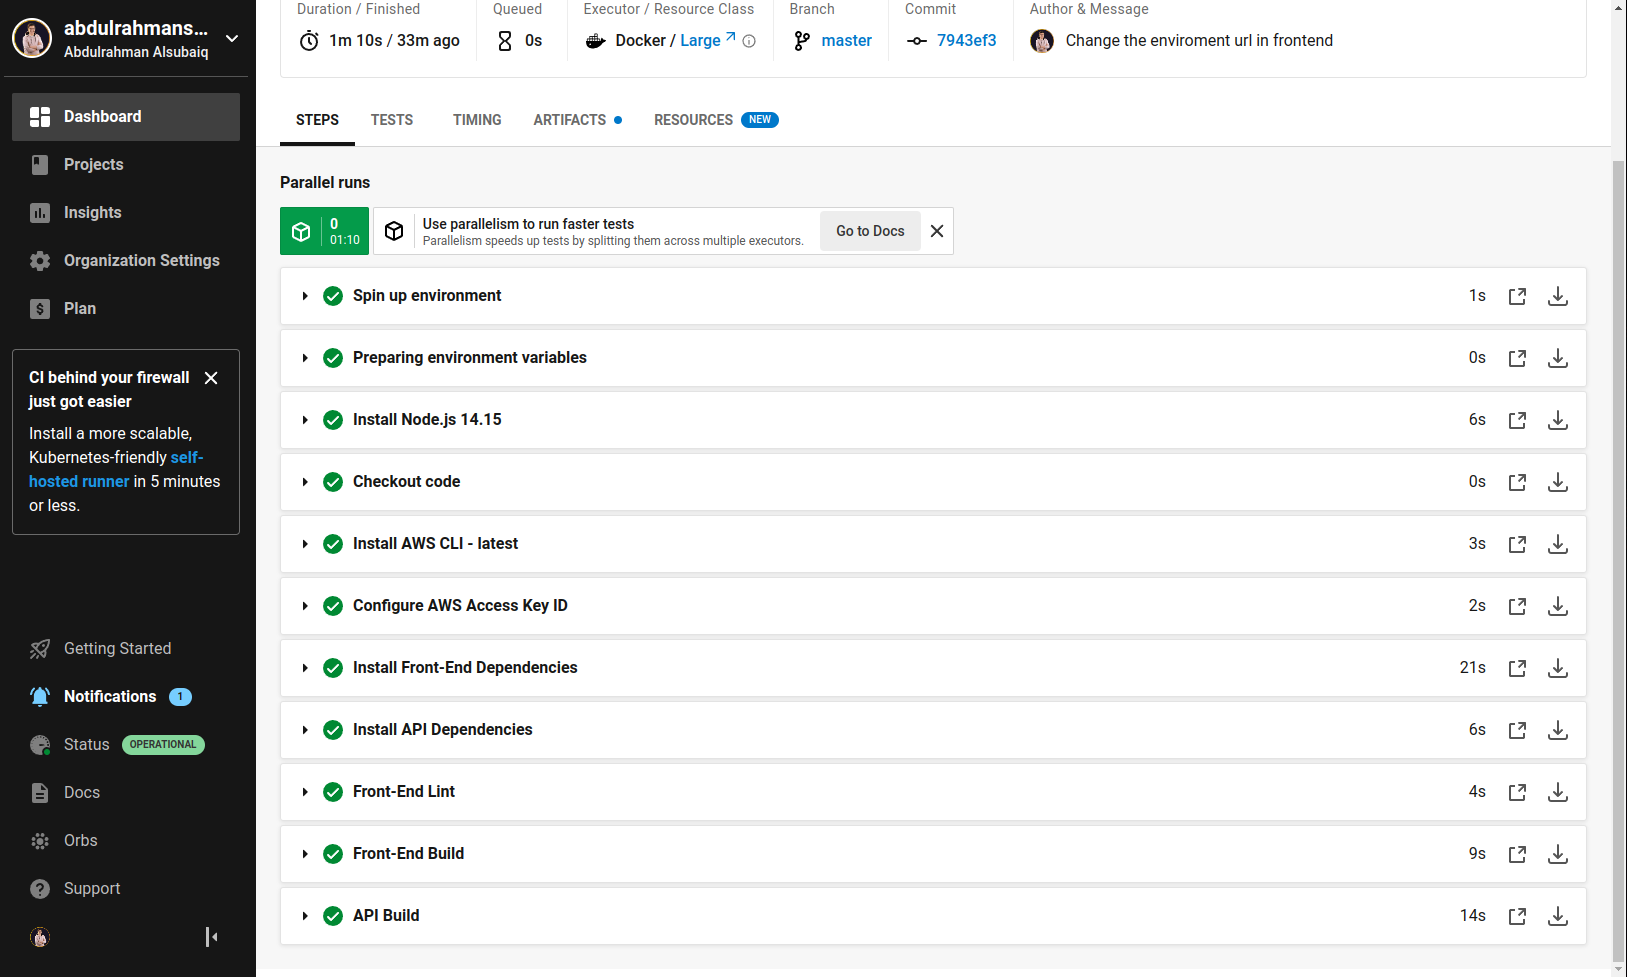 abdulrahmans...
Abdulrahman Alsubaiq
Dashboard
Projects
Insights
Organization Settings
Plan
CI behind your firewall
just got easier
Install a more scalable,
Kubernetes-friendly self-
hosted runner in 5 minutes
or less.
Getting Started
Notifications 1
Status OPERATIONAL
Docs
Orbs
Support
Duration / Finished
1m 10s / 33m ago
Queued
0s
Executor / Resource Class
Docker / Large
Branch
master
Commit
7943ef3
Author & Message
Change the enviroment url in frontend
STEPS TESTS TIMING ARTIFACTS RESOURCES NEW
Parallel runs
0
01:10
Use parallelism to run faster tests
Parallelism speeds up tests by splitting them across multiple executors.
Go to Docs
Spin up environment 1s
Preparing environment variables 0s
Install Node.js 14.15 6s
Checkout code 0s
Install AWS CLI - latest 3s
Configure AWS Access Key ID 2s
Install Front-End Dependencies 21s
Install API Dependencies 6s
Front-End Lint 4s
Front-End Build 9s
API Build 14s